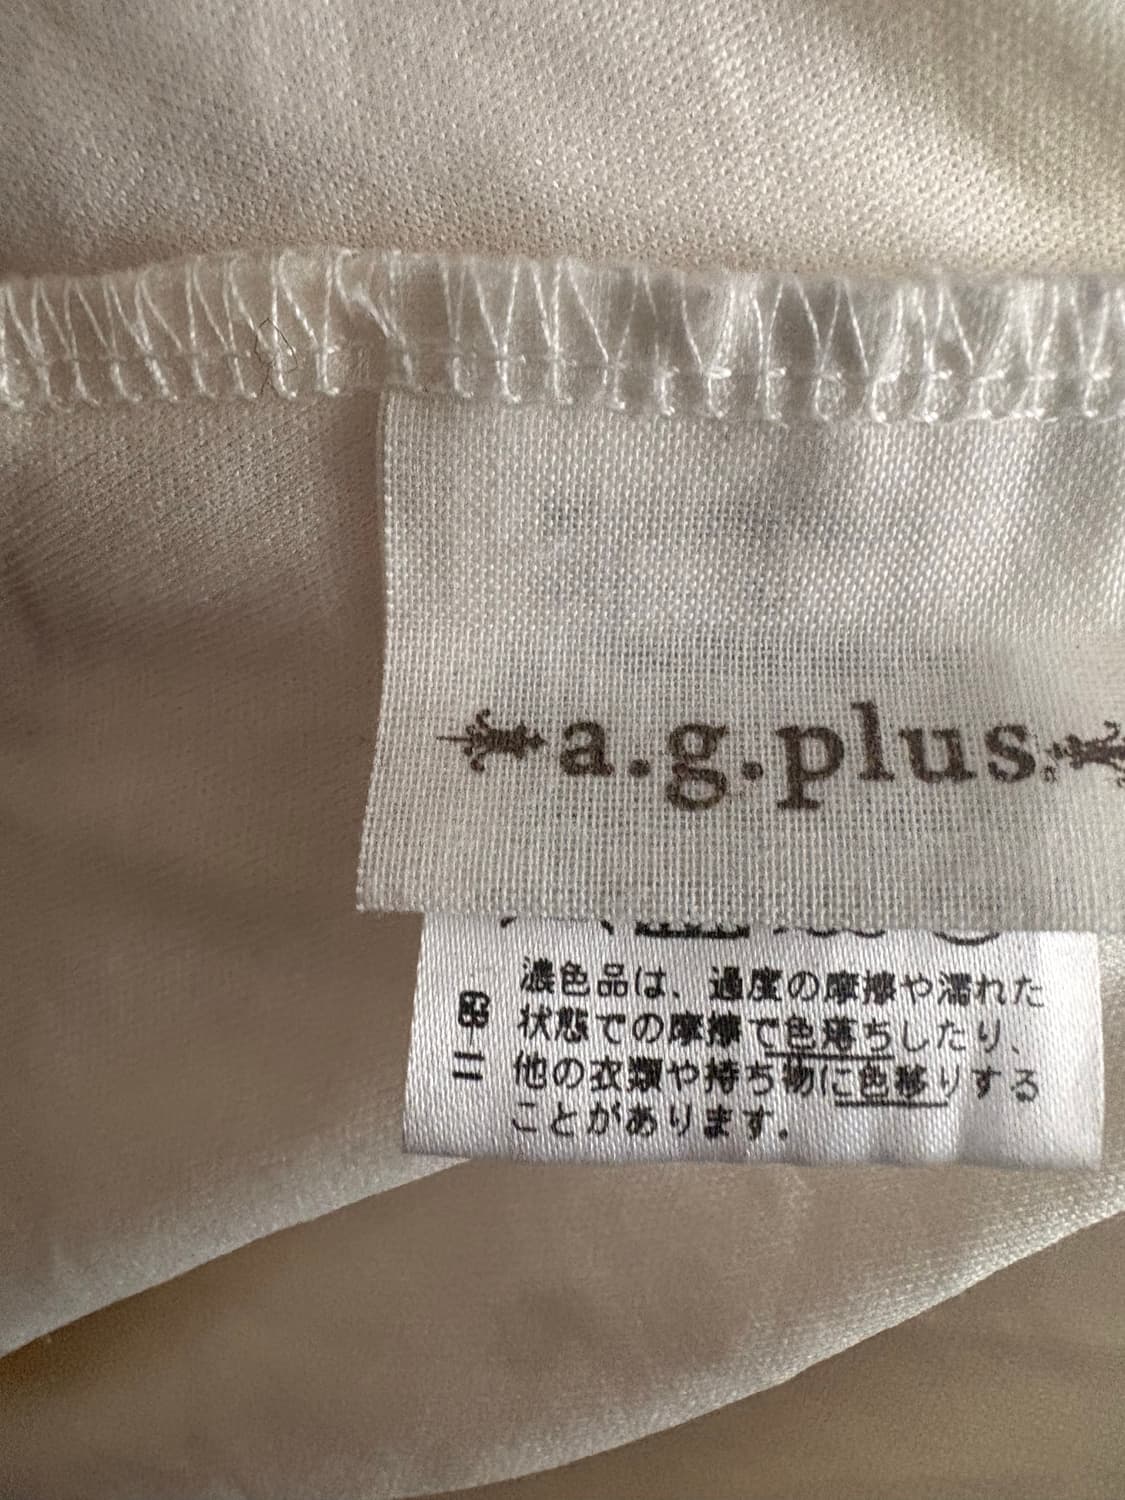 a.g.plus.
濃色品は、過度の摩擦や濡れた
状態での摩擦で色落ちしたり、
他の衣類や持ち物に色移りする
ことがあります。